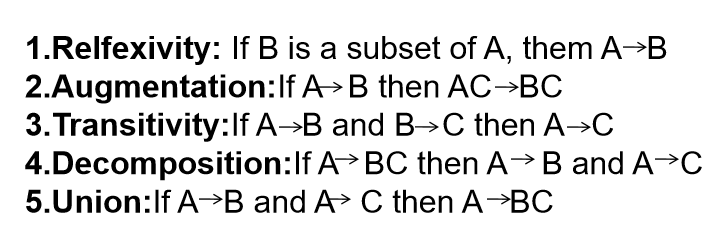 1.Relfexivity: If B is a subset of A, them A→B
2.Augmentation:If A→ B then AC→BC
3.Transitivity:If A→B and B→C then A→C
4.Decomposition:If A→ BC then A→ B and A→C
5.Union:If A→B and A→ C then A→BC